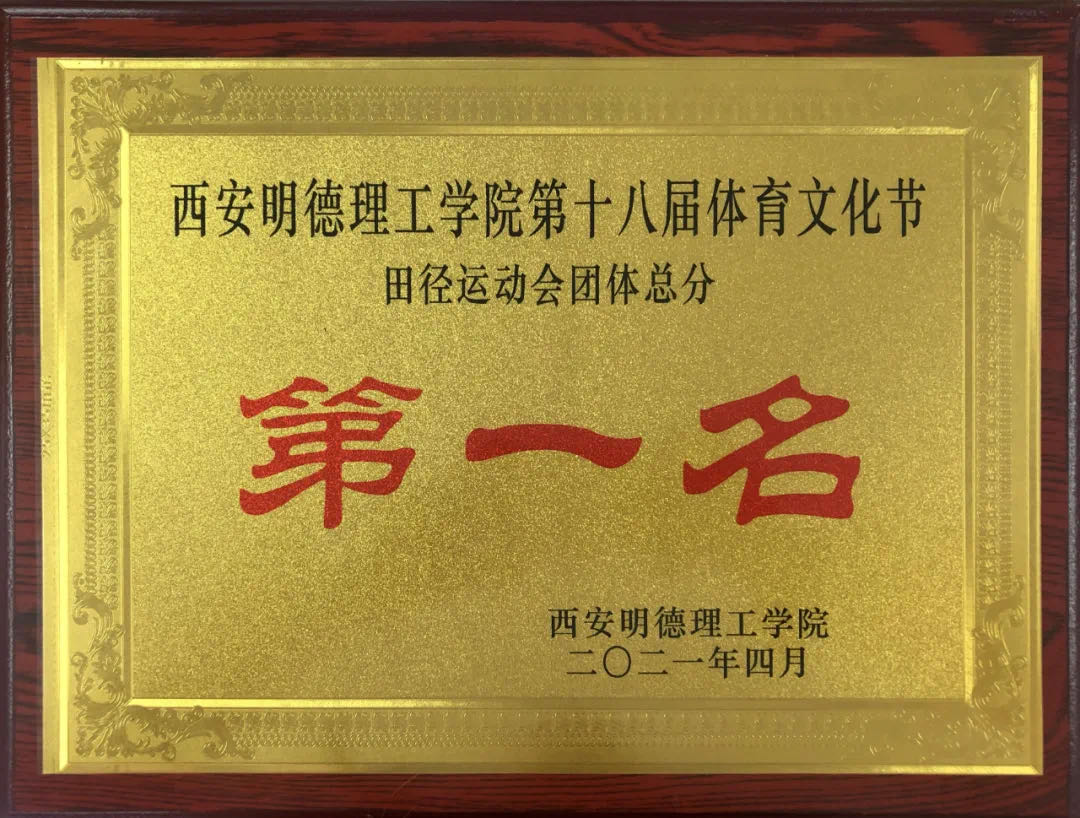 西安明德理工学院第十八届体育文化节
田径运动会团体总分
第一名
西安明德理工学院
二〇二一年四月